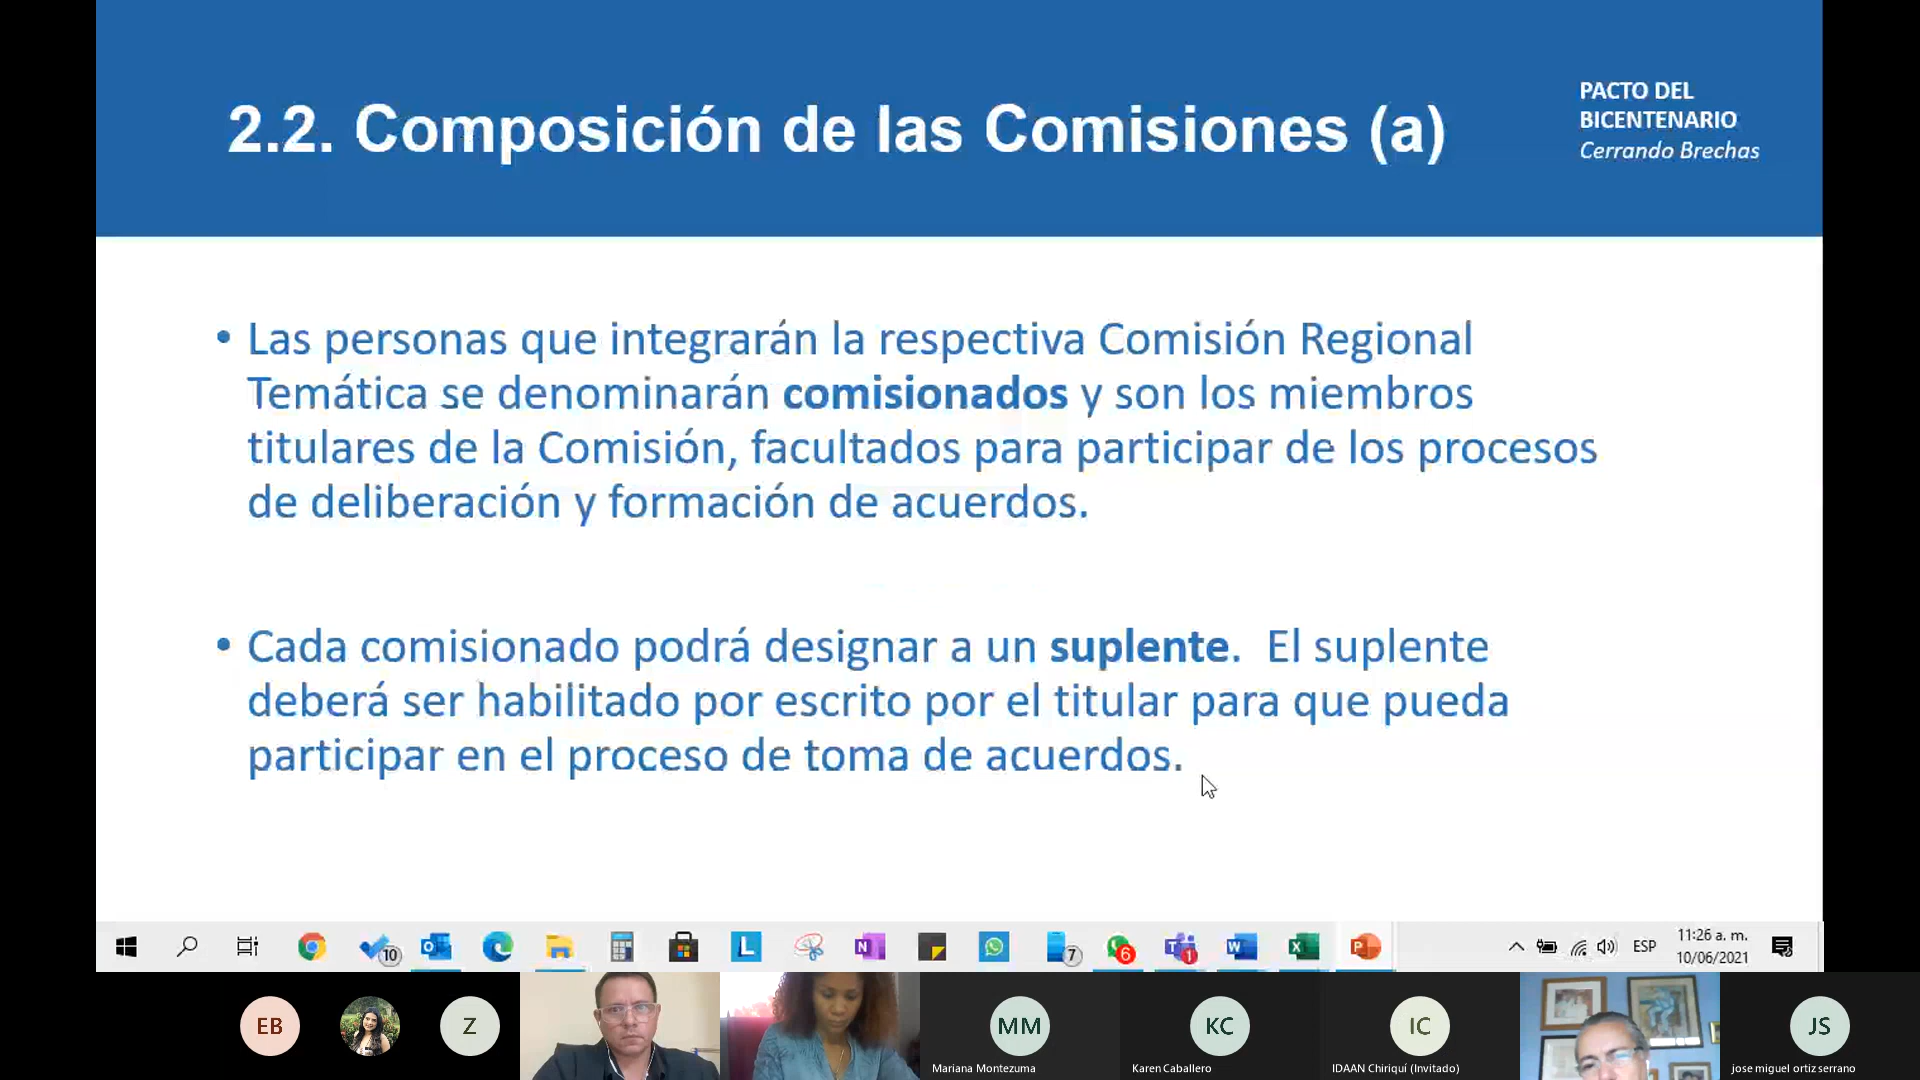 2.2. Composición de las Comisiones (a)
PACTO DEL
BICENTENARIO
Cerrando Brechas
• Las personas que integrarán la respectiva Comisión Regional
Temática se denominarán comisionados y son los miembros
titulares de la Comisión, facultados para participar de los procesos
de deliberación y formación de acuerdos.
• Cada comisionado podrá designar a un suplente.  El suplente
deberá ser habilitado por escrito por el titular para que pueda
participar en el proceso de toma de acuerdos.
10
7
6
1
ESP
11:26 a. m.
10/06/2021
EB
Z
MM
KC
IC
JS
Mariana Montezuma
Karen Caballero
IDAAN Chiriquí (Invitado)
jose miguel ortiz serrano